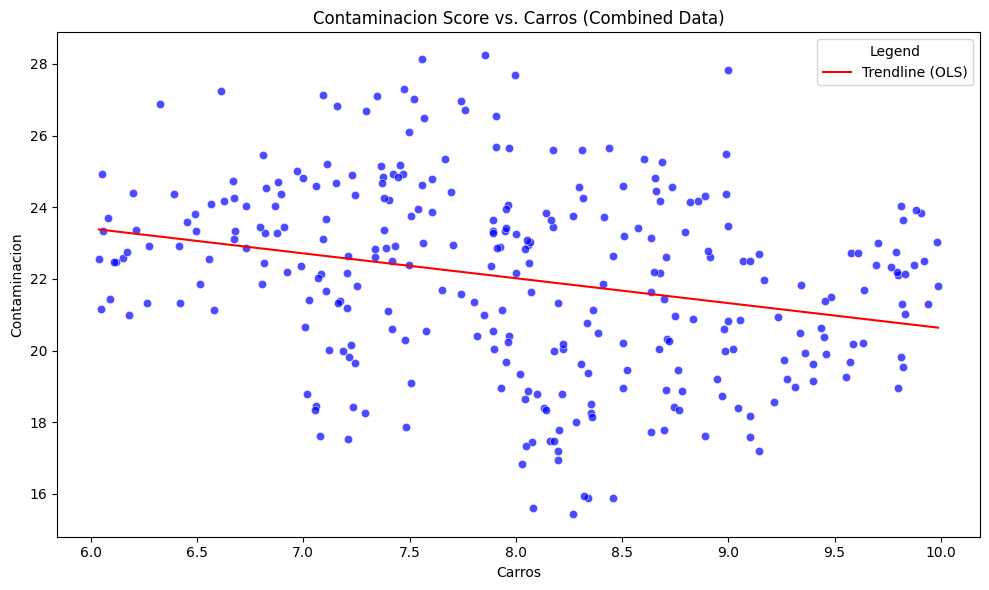 Contaminacion Score vs. Carros (Combined Data)
Legend
Trendline (OLS)
Contaminacion
28
26
24
22
20
18
16
6.0 6.5 7.0 7.5 8.0 8.5 9.0 9.5 10.0
Carros